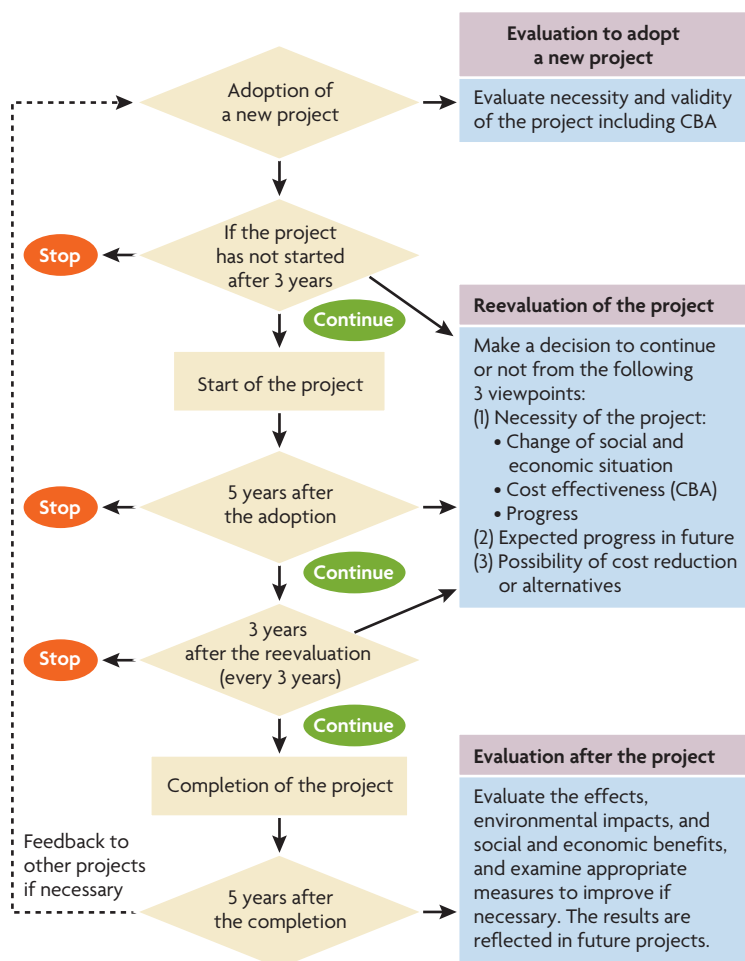 Adoption of
a new project
Evaluation to adopt
a new project
Evaluate necessity and validity
of the project including CBA
If the project
has not started
after 3 years
Stop
Continue
Start of the project
Reevaluation of the project
Make a decision to continue
or not from the following
3 viewpoints:
(1) Necessity of the project:
• Change of social and
economic situation
• Cost effectiveness (CBA)
• Progress
(2) Expected progress in future
(3) Possibility of cost reduction
or alternatives
5 years after
the adoption
Stop
Continue
3 years
after the reevaluation
(every 3 years)
Stop
Continue
Completion of the project
Feedback to
other projects
if necessary
5 years after
the completion
Evaluation after the project
Evaluate the effects,
environmental impacts, and
social and economic benefits,
and examine appropriate
measures to improve if
necessary. The results are
reflected in future projects.